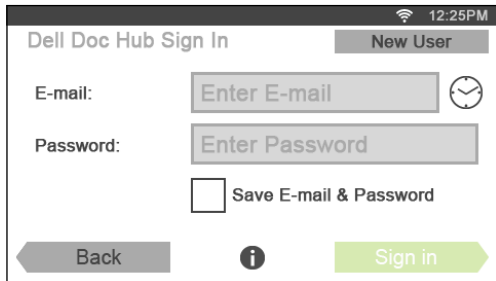 12:25PM
Dell Doc Hub Sign In
New User
E-mail:
Enter E-mail
Password:
Enter Password
Save E-mail & Password
Back
i
Sign in